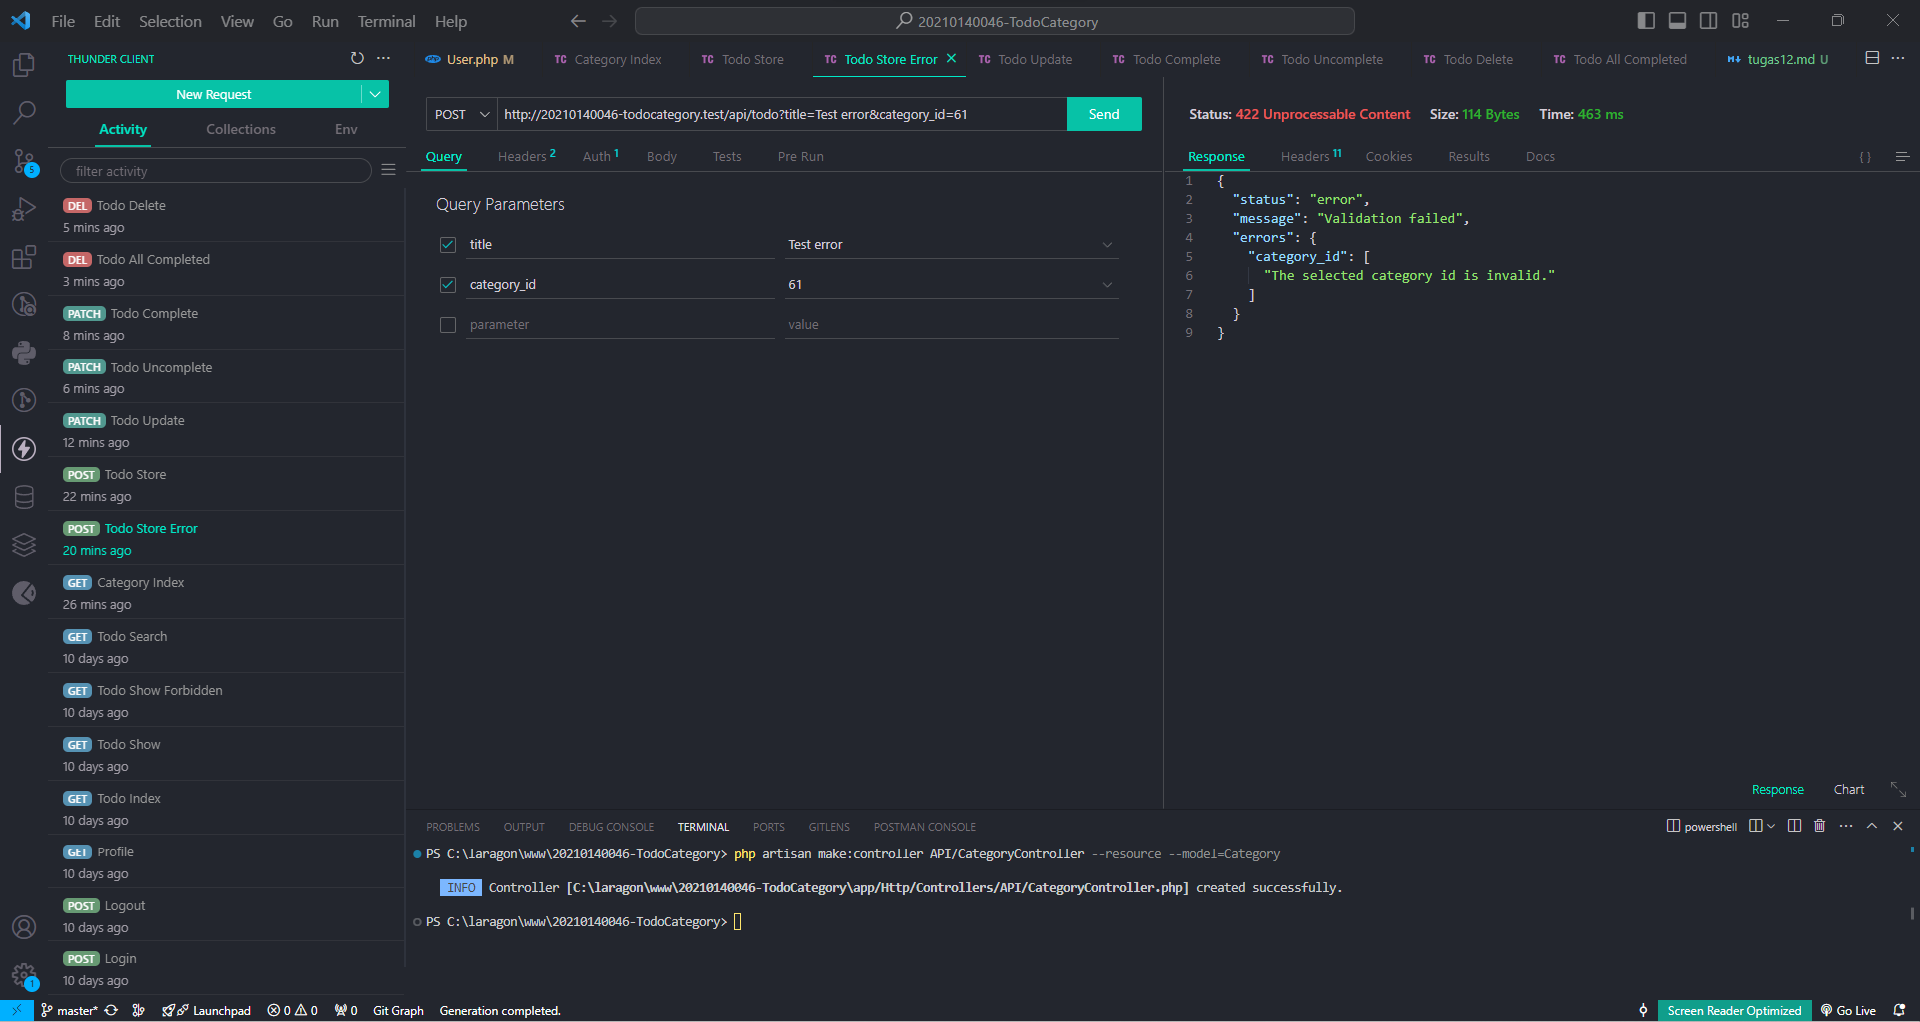 File Edit Selection View Go Run Terminal Help
20210140046-TodoCategory
THUNDER CLIENT
New Request
Activity Collections Env
filter activity
DEL Todo Delete
5 mins ago
DEL Todo All Completed
3 mins ago
PATCH Todo Complete
8 mins ago
PATCH Todo Uncomplete
6 mins ago
PATCH Todo Update
12 mins ago
POST Todo Store
22 mins ago
POST Todo Store Error
20 mins ago
GET Category Index
26 mins ago
GET Todo Search
10 days ago
GET Todo Show Forbidden
10 days ago
GET Todo Show
10 days ago
GET Todo Index
10 days ago
GET Profile
10 days ago
POST Logout
10 days ago
POST Login
10 days ago
5
1
php User.php M TC Category Index TC Todo Store TC Todo Store Error TC Todo Update TC Todo Complete TC Todo Uncomplete TC Todo Delete TC Todo All Completed M↓ tugas12.md U
POST http://20210140046-todocategory.test/api/todo?title=Test error&category_id=61 Send
Query Headers 2 Auth 1 Body Tests Pre Run
Query Parameters
title Test error
category_id 61
parameter value
Status: 422 Unprocessable Content Size: 114 Bytes Time: 463 ms
Response Headers 11 Cookies Results Docs { }
1 {
2 "status": "error",
3 "message": "Validation failed",
4 "errors": {
5 "category_id": [
6 "The selected category id is invalid."
7 ]
8 }
9 }
Response Chart
PROBLEMS OUTPUT DEBUG CONSOLE TERMINAL PORTS GITLENS POSTMAN CONSOLE
powershell
PS C:\laragon\www\20210140046-TodoCategory> php artisan make:controller API/CategoryController --resource --model=Category
INFO Controller [C:\laragon\www\20210140046-TodoCategory\app/Http/Controllers/API/CategoryController.php] created successfully.
PS C:\laragon\www\20210140046-TodoCategory>
master* Launchpad 0 0 0 Git Graph Generation completed. Screen Reader Optimized Go Live